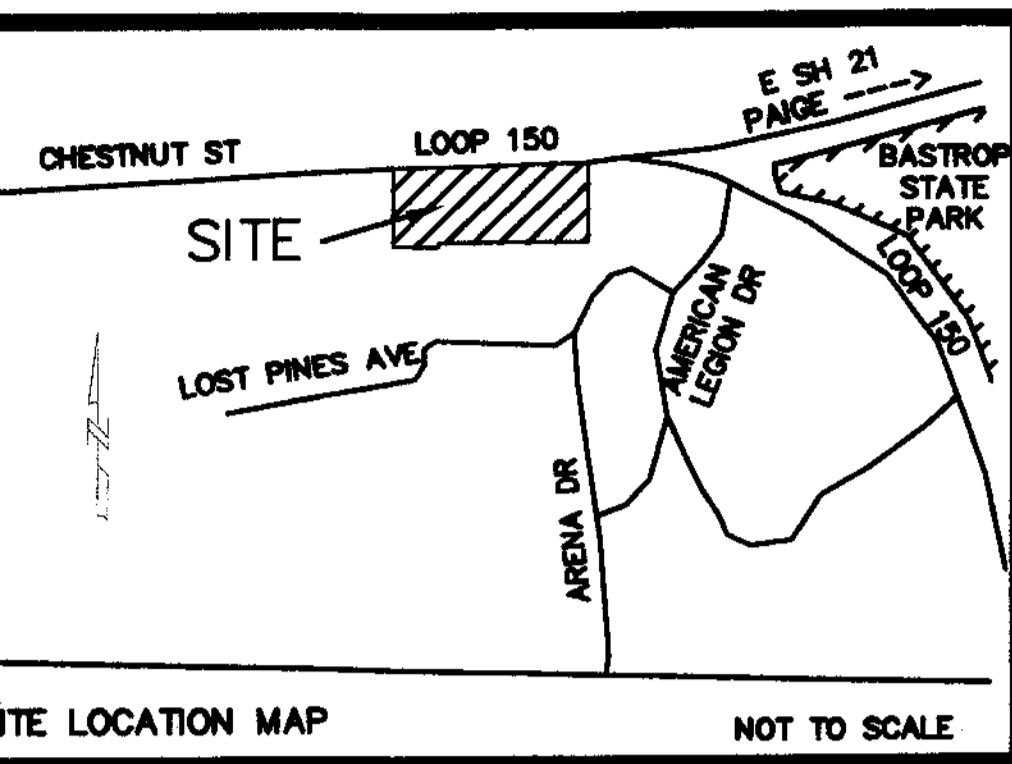 E SH 21
PAIGE
CHESTNUT ST
LOOP 150
BASTROP
STATE
PARK
SITE
LOOP 150
AMERICAN
LEGION DR
LOST PINES AVE
ARENA DR
N
ITE LOCATION MAP
NOT TO SCALE